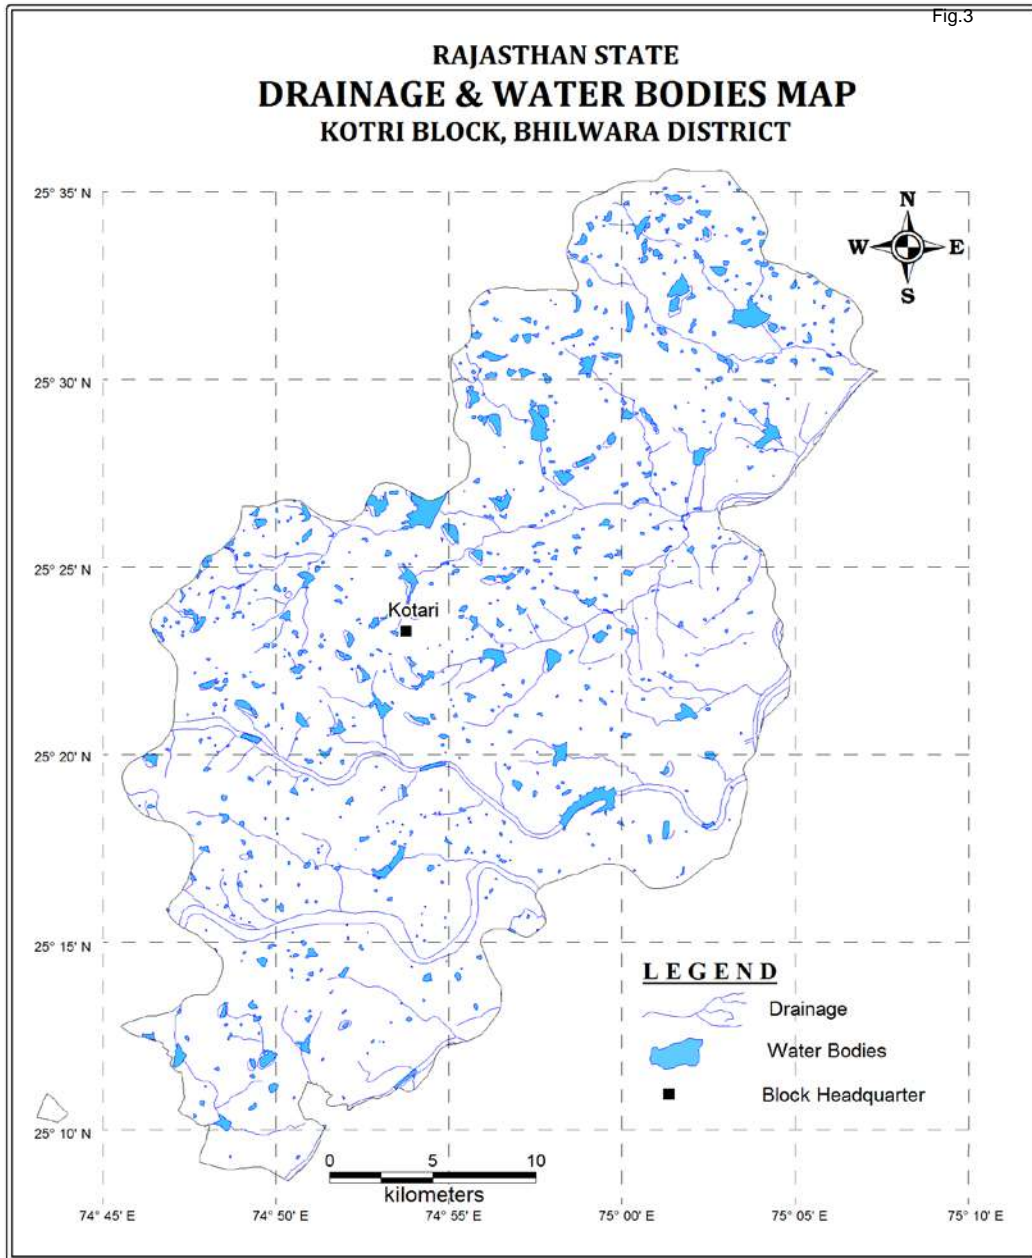 Fig.3
RAJASTHAN STATE
DRAINAGE & WATER BODIES MAP
KOTRI BLOCK, BHILWARA DISTRICT
25° 35' N
N
W E
S
25° 30' N
25° 25' N
Kotari
25° 20' N
25° 15' N
LEGEND
Drainage
Water Bodies
Block Headquarter
25° 10' N
0 5 10
kilometers
74° 45' E 74° 50' E 74° 55' E 75° 00' E 75° 05' E 75° 10' E